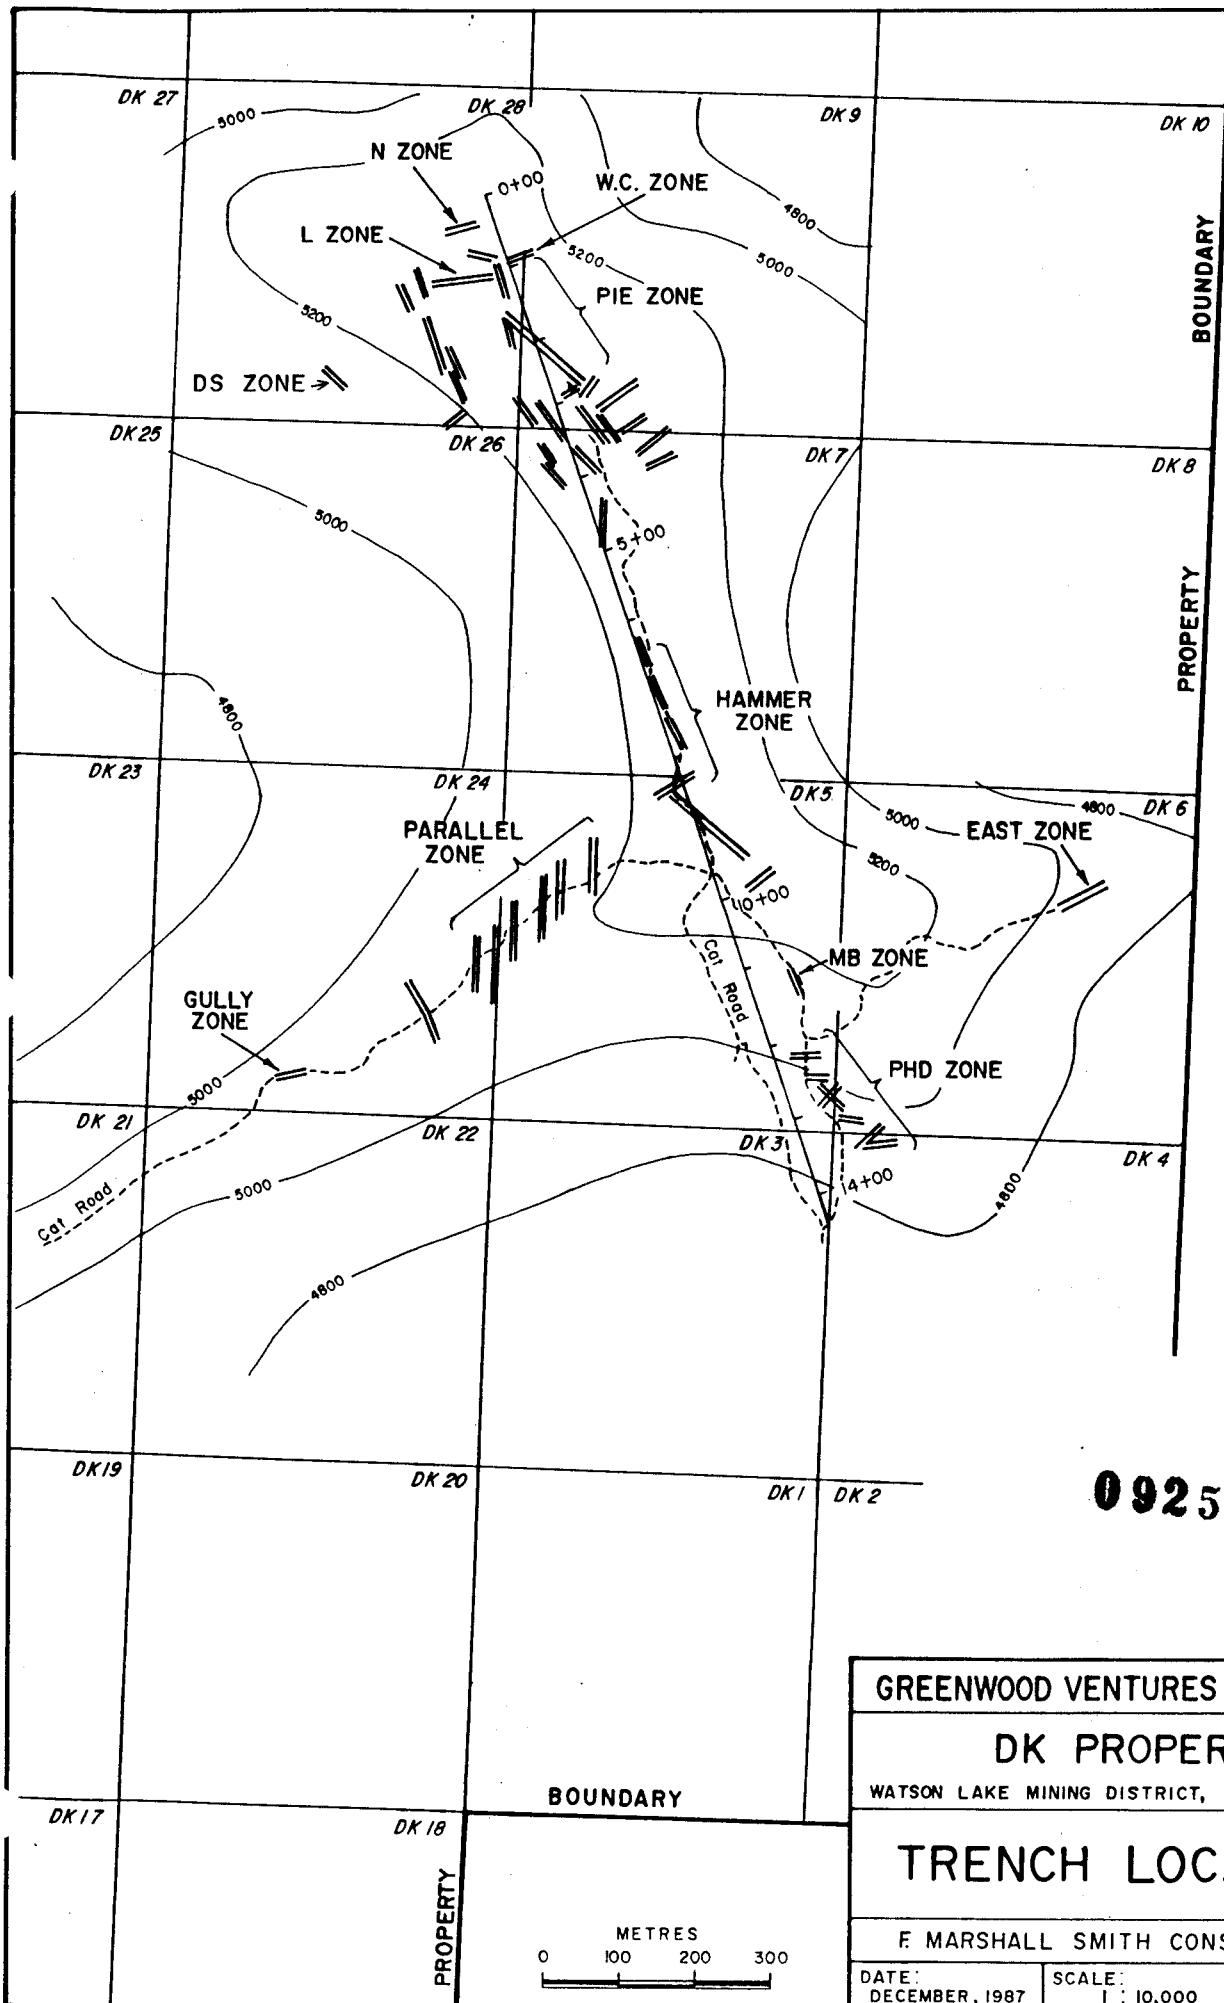 DK 27
DK 28
DK 9
DK 10
5000
N ZONE
0+00
W.C. ZONE
4800
L ZONE
5200
5000
BOUNDARY
PIE ZONE
5200
DS ZONE
DK 25
DK 26
DK 7
DK 8
5000
5+00
PROPERTY
4800
HAMMER
ZONE
DK 23
DK 24
DK 5
DK 6
4800
PARALLEL
ZONE
5000
EAST ZONE
5200
10+00
Cat Road
MB ZONE
GULLY
ZONE
PHD ZONE
5000
DK 21
DK 22
DK 3
DK 4
Cat Road
5000
14+00
4800
4800
DK 19
DK 20
DK 1
DK 2
0925
GREENWOOD VENTURES
DK PROPER
WATSON LAKE MINING DISTRICT,
BOUNDARY
DK 17
DK 18
TRENCH LOC
PROPERTY
METRES
0 100 200 300
F. MARSHALL SMITH CONS
DATE:
DECEMBER, 1987
SCALE:
1 : 10,000